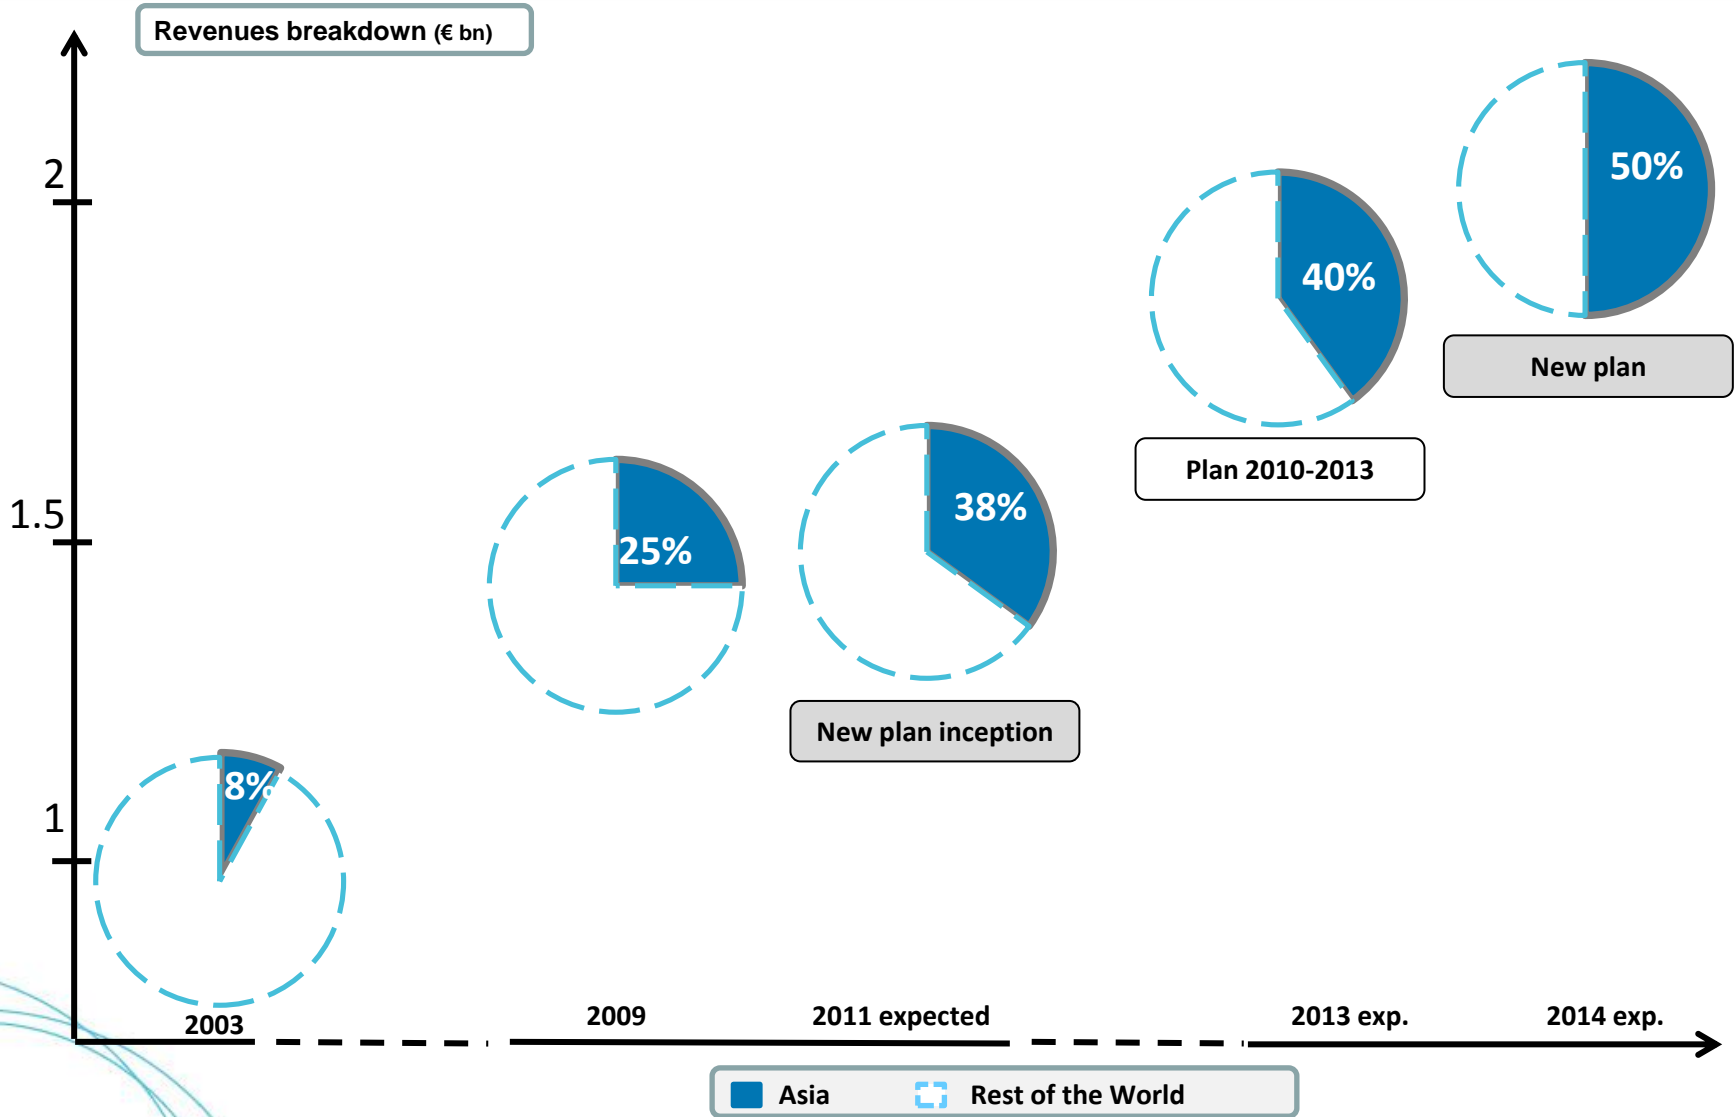 Revenues breakdown (€ bn)
2
1.5
1
8%
25%
38%
40%
50%
New plan inception
Plan 2010-2013
New plan
2003
2009
2011 expected
2013 exp.
2014 exp.
Asia
Rest of the World